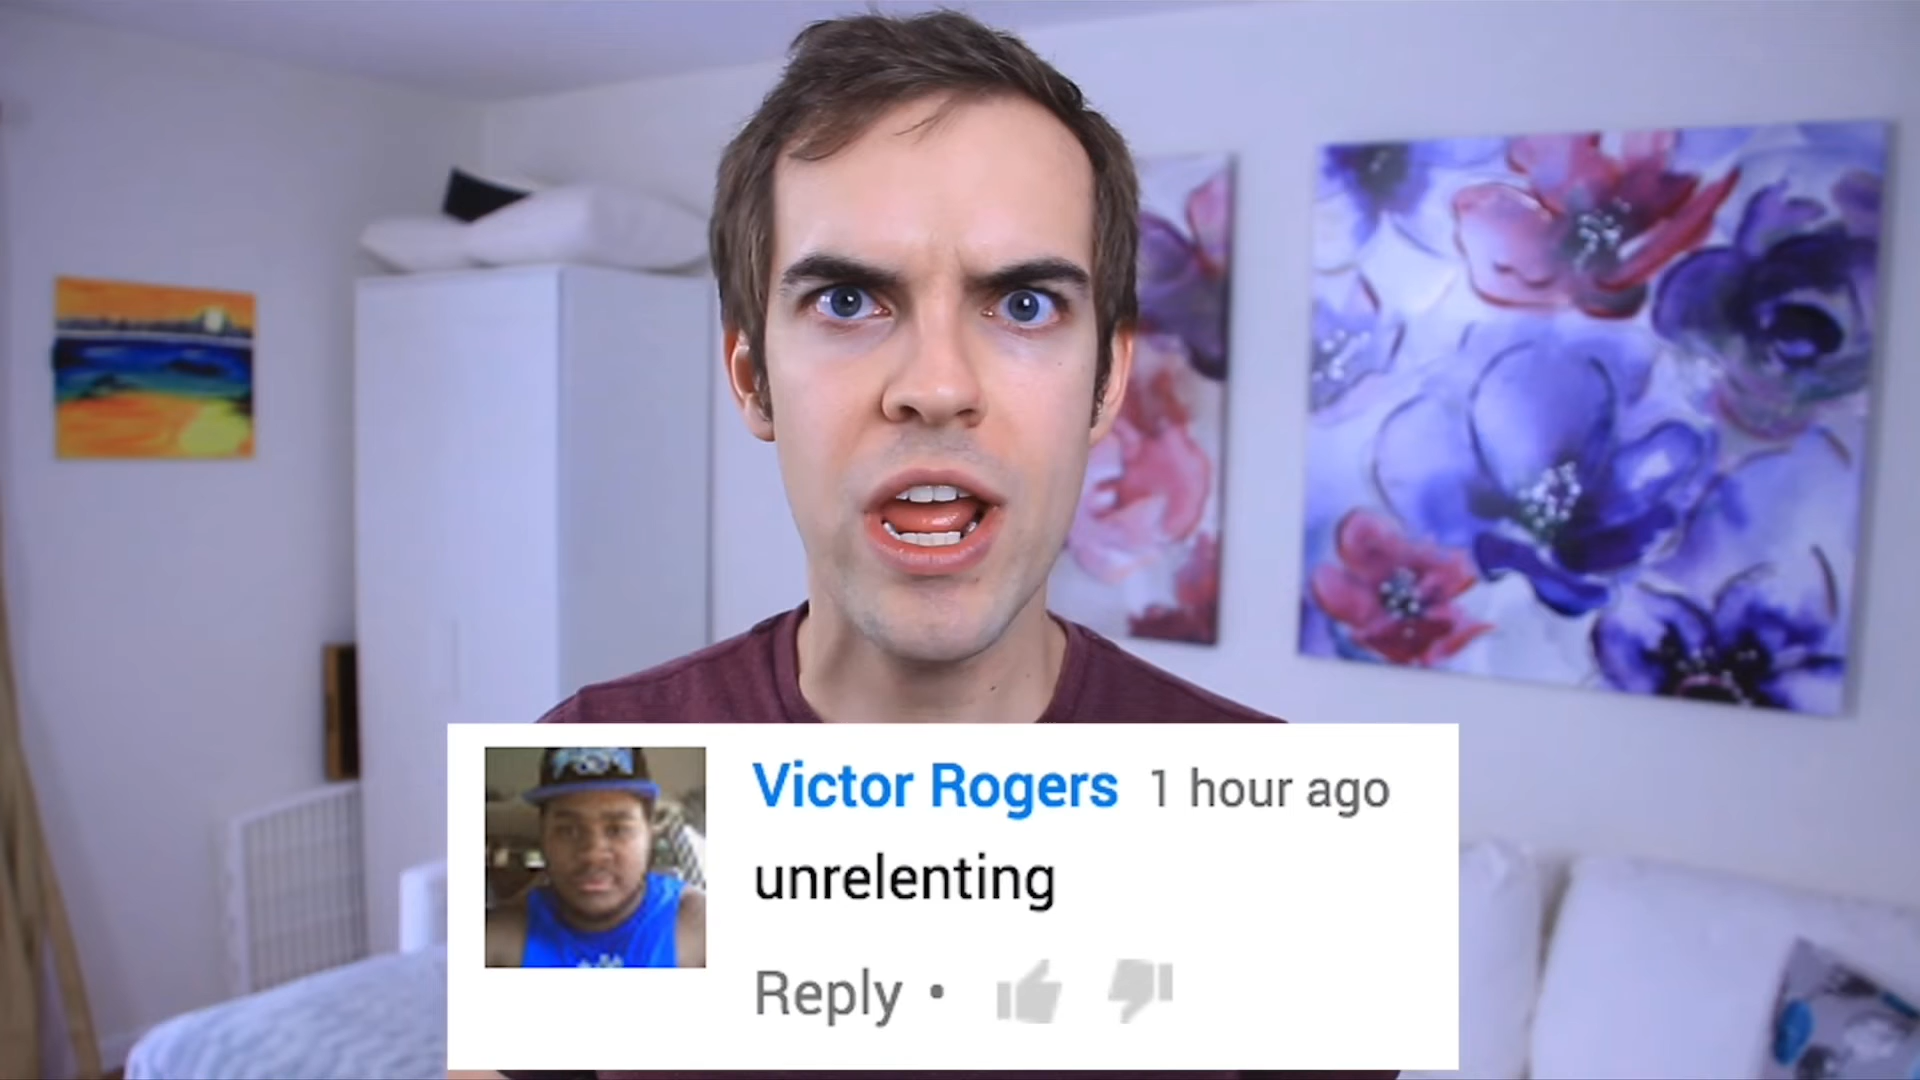 Victor Rogers 1 hour ago
unrelenting
Reply •